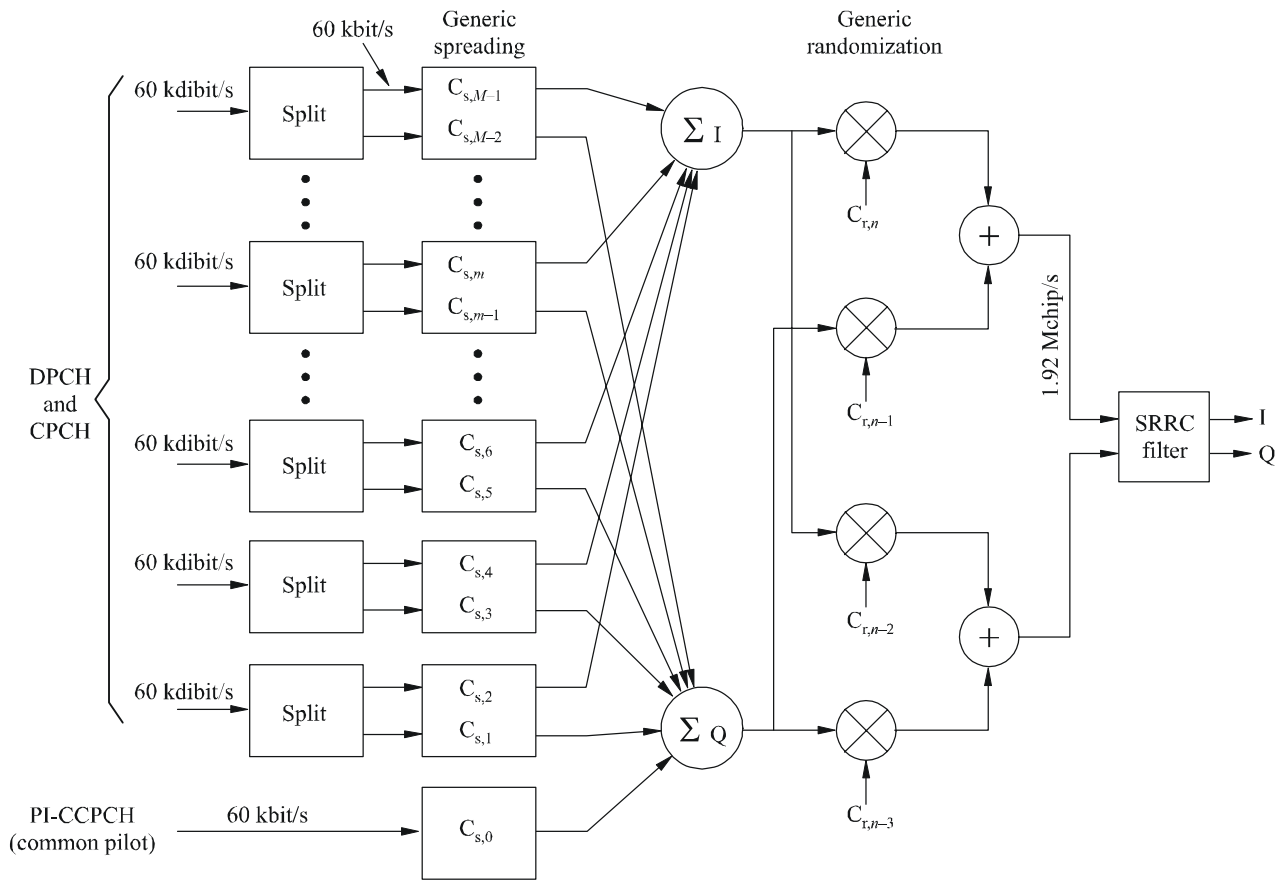 60 kbit/s
Generic
spreading
Generic
randomization
60 kdibit/s
Split
C_s,M–1
C_s,M–2
Σ I
C_r,n
60 kdibit/s
Split
C_s,m
C_s,m–1
+
1.92 Mchip/s
C_r,n–1
DPCH
and
CPCH
60 kdibit/s
Split
C_s,6
C_s,5
SRRC
filter
I
Q
60 kdibit/s
Split
C_s,4
C_s,3
C_r,n–2
+
60 kdibit/s
Split
C_s,2
C_s,1
Σ Q
C_r,n–3
PI-CCPCH
(common pilot)
60 kbit/s
C_s,0